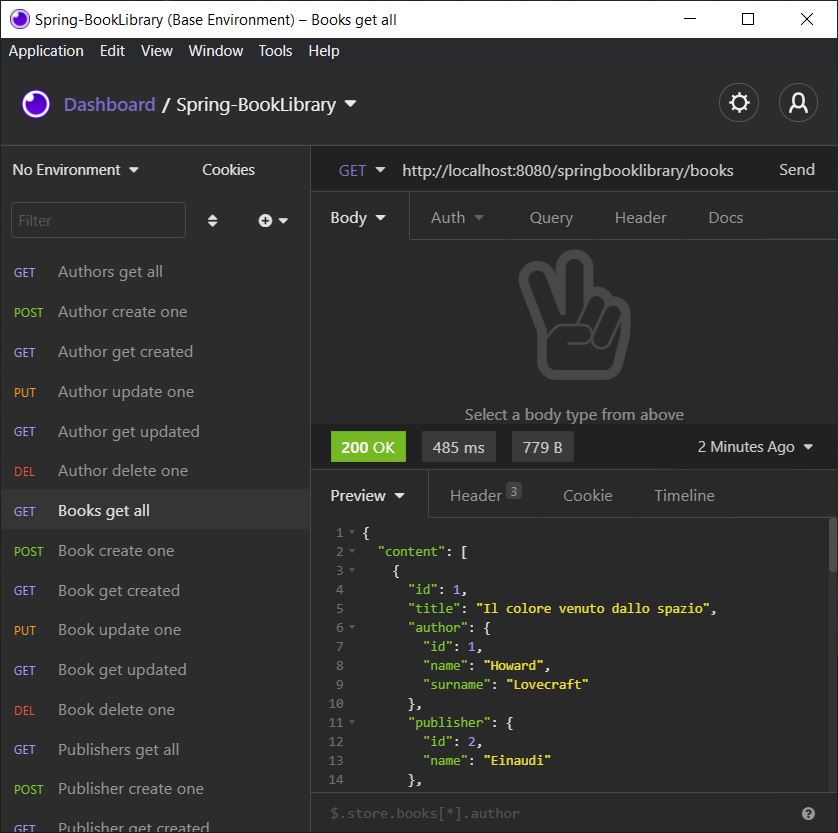 Spring-BookLibrary (Base Environment) – Books get all
Application Edit View Window Tools Help
Dashboard / Spring-BookLibrary
No Environment Cookies
Filter
GET Authors get all
POST Author create one
GET Author get created
PUT Author update one
GET Author get updated
DEL Author delete one
GET Books get all
POST Book create one
GET Book get created
PUT Book update one
GET Book get updated
DEL Book delete one
GET Publishers get all
POST Publisher create one
GET Publisher get created
GET http://localhost:8080/springbooklibrary/books Send
Body Auth Query Header Docs
Select a body type from above
200 OK 485 ms 779 B 2 Minutes Ago
Preview Header 3 Cookie Timeline
1 {
2 "content": [
3 {
4 "id": 1,
5 "title": "Il colore venuto dallo spazio",
6 "author": {
7 "id": 1,
8 "name": "Howard",
9 "surname": "Lovecraft"
10 },
11 "publisher": {
12 "id": 2,
13 "name": "Einaudi"
14 },
$.store.books[*].author